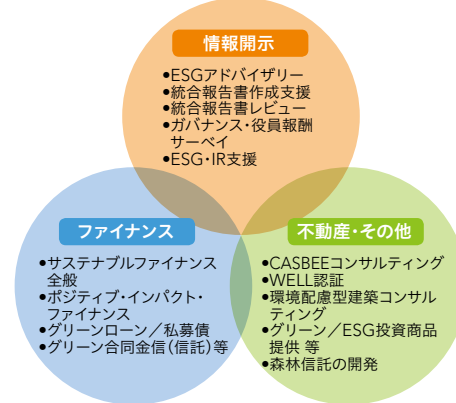 情報開示
●ESGアドバイザリー
●統合報告書作成支援
●統合報告書レビュー
●ガバナンス・役員報酬
サーベイ
●ESG・IR支援
ファイナンス
●サステナブルファイナンス
全般
●ポジティブ・インパクト・
ファイナンス
●グリーンローン／私募債
●グリーン合同金信（信託）等
不動産・その他
●CASBEEコンサルティング
●WELL認証
●環境配慮型建築コンサル
ティング
●グリーン／ESG投資商品
提供 等
●森林信託の開発